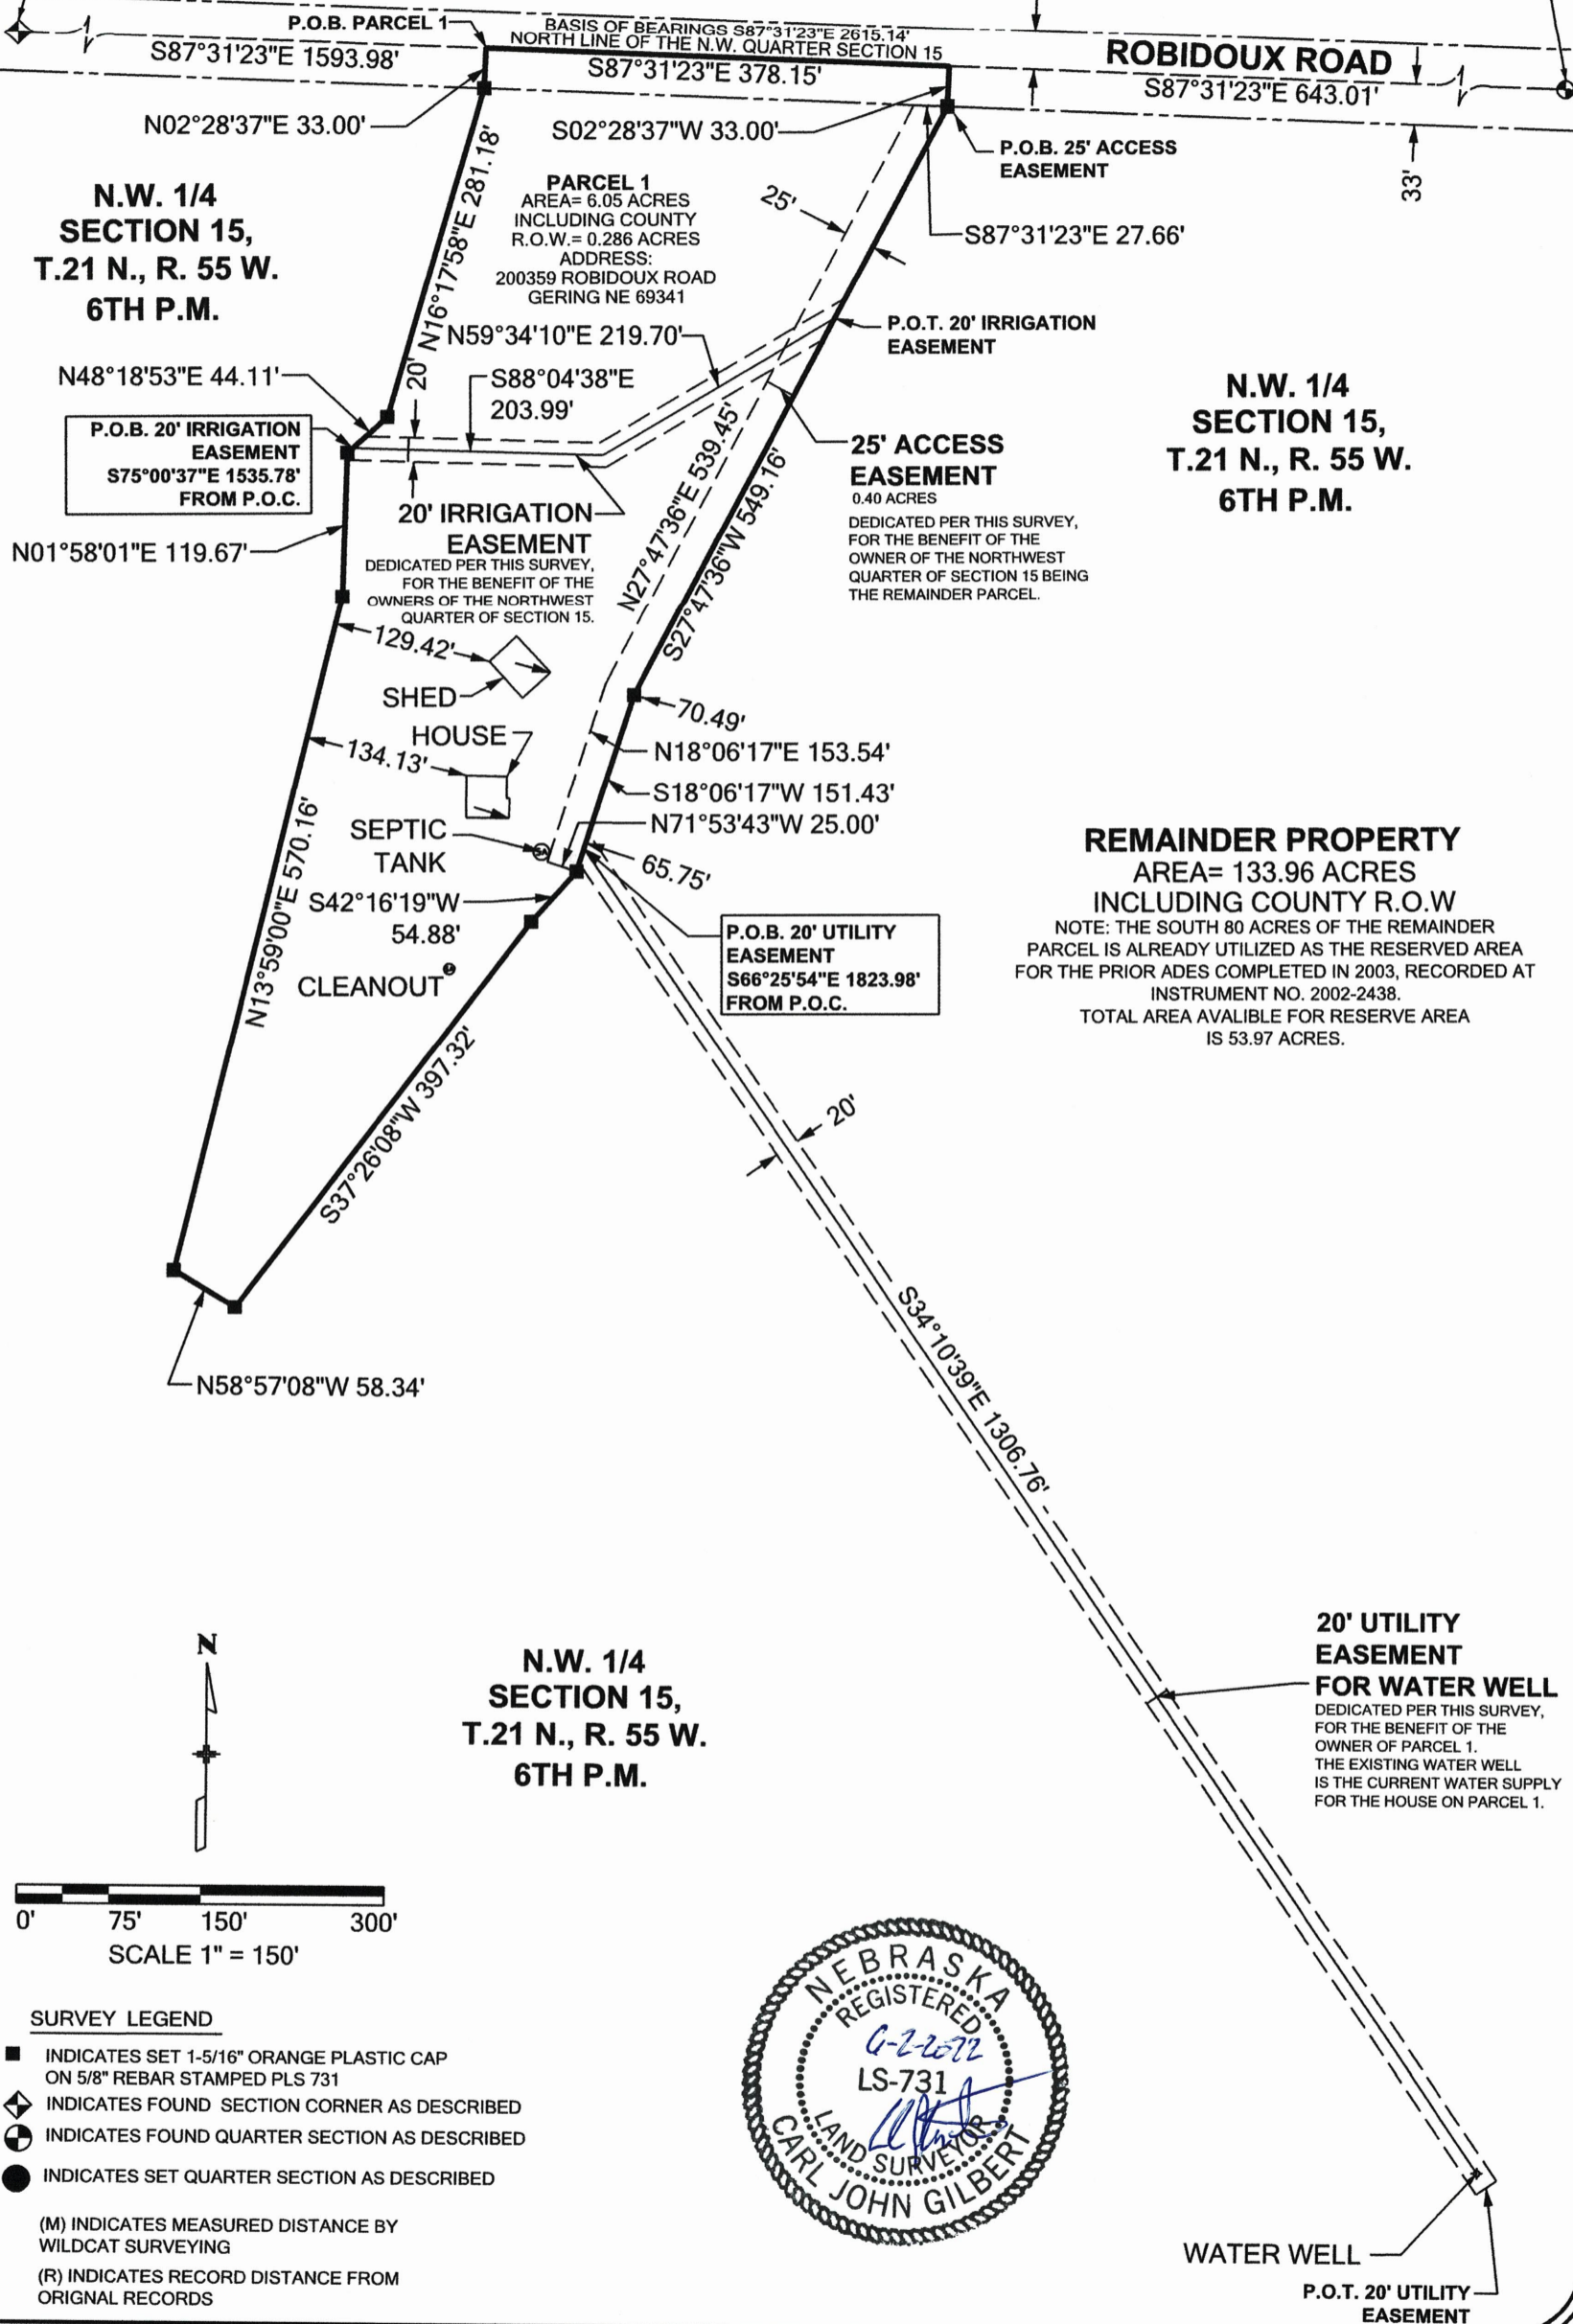 P.O.B. PARCEL 1
BASIS OF BEARINGS S87°31'23"E 2615.14'
NORTH LINE OF THE N.W. QUARTER SECTION 15
S87°31'23"E 1593.98'
S87°31'23"E 378.15'
ROBIDOUX ROAD
S87°31'23"E 643.01'
N02°28'37"E 33.00'
S02°28'37"W 33.00'
P.O.B. 25' ACCESS
EASEMENT
33'
N.W. 1/4
SECTION 15,
T.21 N., R. 55 W.
6TH P.M.
N16°17'58"E 281.18'
PARCEL 1
AREA= 6.05 ACRES
INCLUDING COUNTY
R.O.W.= 0.286 ACRES
ADDRESS:
200359 ROBIDOUX ROAD
GERING NE 69341
25'
S87°31'23"E 27.66'
N59°34'10"E 219.70'
P.O.T. 20' IRRIGATION
EASEMENT
N48°18'53"E 44.11'
20'
S88°04'38"E
203.99'
N.W. 1/4
SECTION 15,
T.21 N., R. 55 W.
6TH P.M.
P.O.B. 20' IRRIGATION
EASEMENT
S75°00'37"E 1535.78'
FROM P.O.C.
N27°47'36"E 539.45'
S27°47'36"W 549.16'
25' ACCESS
EASEMENT
0.40 ACRES
DEDICATED PER THIS SURVEY,
FOR THE BENEFIT OF THE
OWNER OF THE NORTHWEST
QUARTER OF SECTION 15 BEING
THE REMAINDER PARCEL.
N01°58'01"E 119.67'
20' IRRIGATION
EASEMENT
DEDICATED PER THIS SURVEY,
FOR THE BENEFIT OF THE
OWNERS OF THE NORTHWEST
QUARTER OF SECTION 15.
129.42'
SHED
70.49'
HOUSE
134.13'
N18°06'17"E 153.54'
S18°06'17"W 151.43'
N71°53'43"W 25.00'
SEPTIC
TANK
65.75'
N13°59'00"E 570.16'
S42°16'19"W
54.88'
CLEANOUT
P.O.B. 20' UTILITY
EASEMENT
S66°25'54"E 1823.98'
FROM P.O.C.
REMAINDER PROPERTY
AREA= 133.96 ACRES
INCLUDING COUNTY R.O.W
NOTE: THE SOUTH 80 ACRES OF THE REMAINDER
PARCEL IS ALREADY UTILIZED AS THE RESERVED AREA
FOR THE PRIOR ADES COMPLETED IN 2003, RECORDED AT
INSTRUMENT NO. 2002-2438.
TOTAL AREA AVALIBLE FOR RESERVE AREA
IS 53.97 ACRES.
S37°26'08"W 397.32'
20'
N58°57'08"W 58.34'
S34°10'39"E 1306.76'
N
N.W. 1/4
SECTION 15,
T.21 N., R. 55 W.
6TH P.M.
20' UTILITY
EASEMENT
FOR WATER WELL
DEDICATED PER THIS SURVEY,
FOR THE BENEFIT OF THE
OWNER OF PARCEL 1.
THE EXISTING WATER WELL
IS THE CURRENT WATER SUPPLY
FOR THE HOUSE ON PARCEL 1.
0' 75' 150' 300'
SCALE 1" = 150'
SURVEY LEGEND
INDICATES SET 1-5/16" ORANGE PLASTIC CAP
ON 5/8" REBAR STAMPED PLS 731
INDICATES FOUND SECTION CORNER AS DESCRIBED
INDICATES FOUND QUARTER SECTION AS DESCRIBED
INDICATES SET QUARTER SECTION AS DESCRIBED
(M) INDICATES MEASURED DISTANCE BY
WILDCAT SURVEYING
(R) INDICATES RECORD DISTANCE FROM
ORIGNAL RECORDS
NEBRASKA
REGISTERED
6-2-2022
LS-731
LAND SURVEYOR
CARL JOHN GILBERT
WATER WELL
P.O.T. 20' UTILITY
EASEMENT